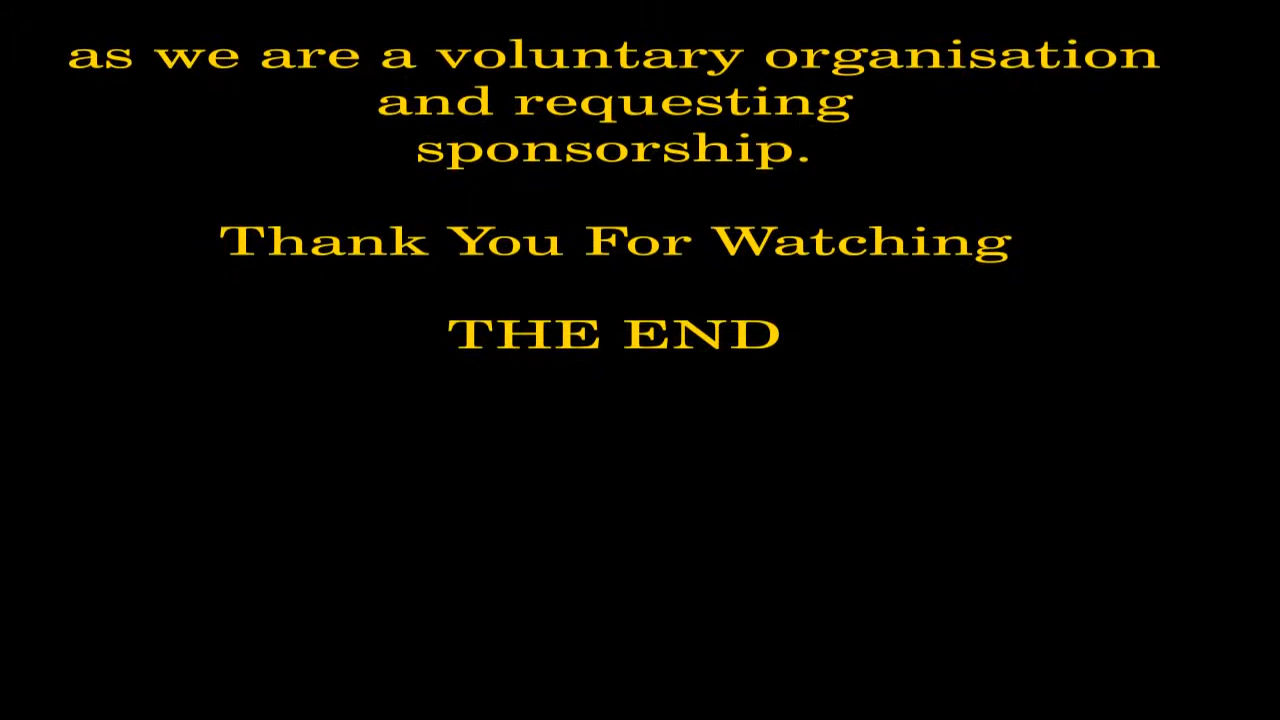 as we are a voluntary organisation
and requesting
sponsorship.
Thank You For Watching
THE END